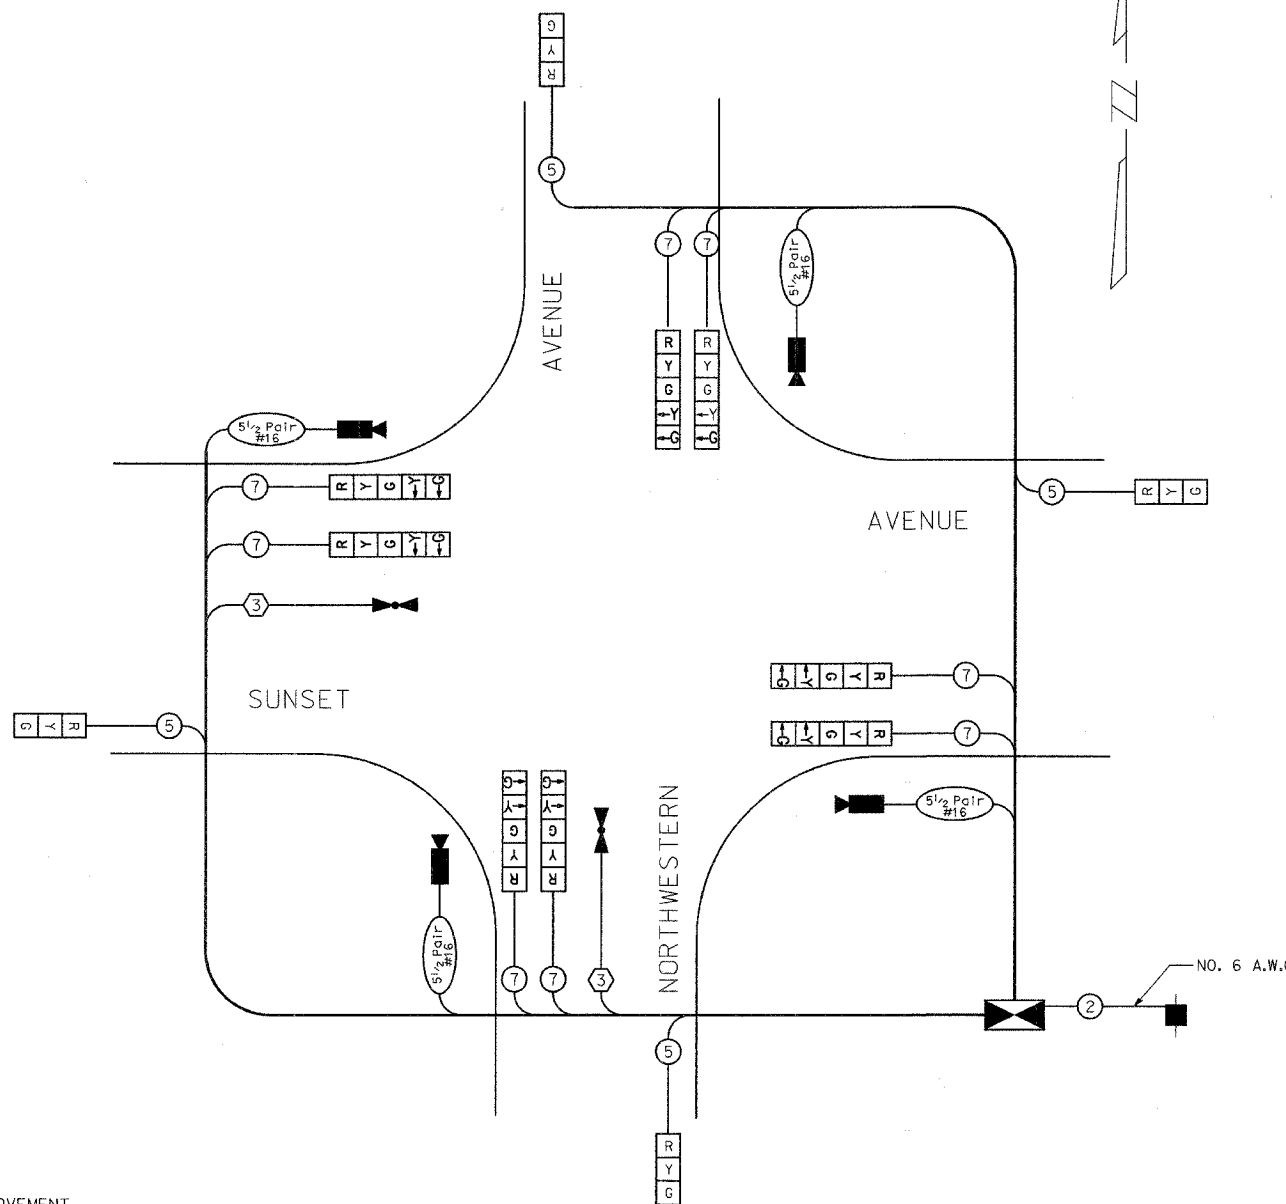 G
Y
R
5
7
7
5½ Pair
#16
R
Y
G
←Y
←G
R
Y
G
←Y
←G
AVENUE
5½ Pair
#16
7
R Y G ←Y ←G
7
R Y G ←Y ←G
3
5
R Y G
AVENUE
SUNSET
G Y R
5
←G ←Y G Y R
7
←G ←Y G Y R
7
5½ Pair
#16
←G
←Y
G
Y
R
←G
←Y
G
Y
R
NORTHWESTERN
5½ Pair
#16
7
7
3
NO. 6 A.W.
2
5
R
Y
G
OVEMENT